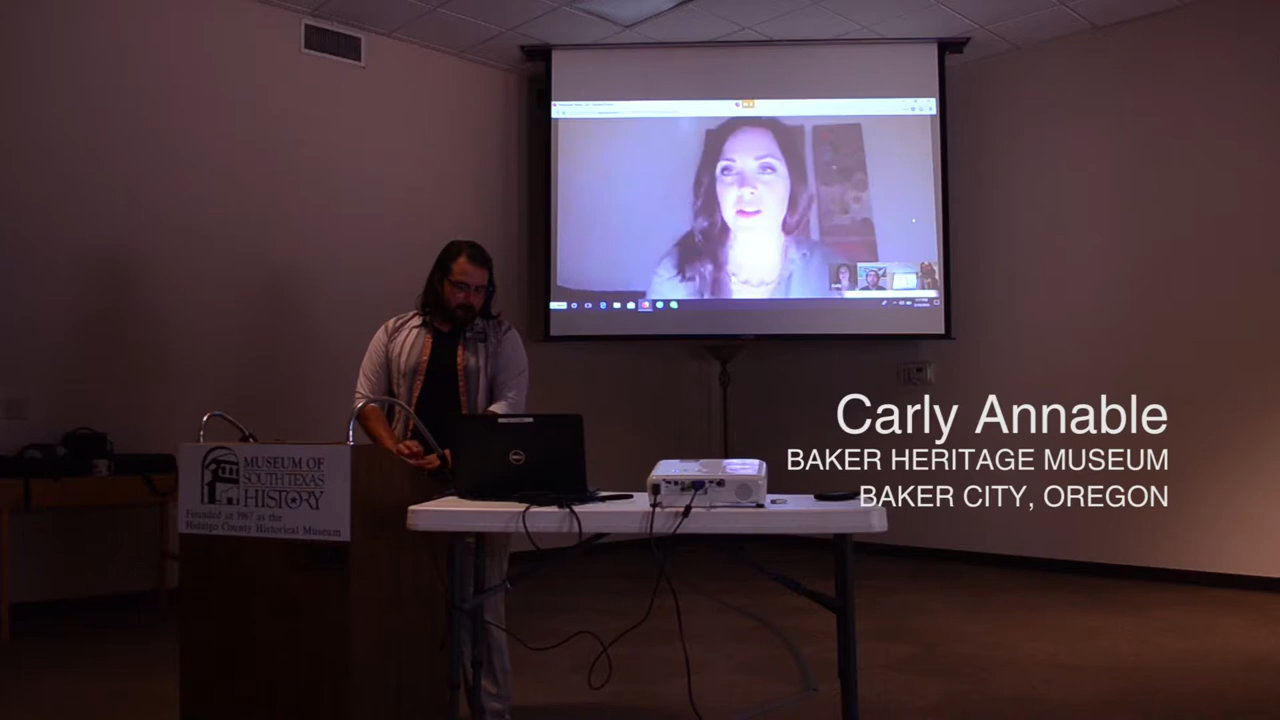 MUSEUM OF
SOUTH TEXAS
HISTORY
Founded in 1967 as the
Hidalgo County Historical Museum
Carly Annable
BAKER HERITAGE MUSEUM
BAKER CITY, OREGON